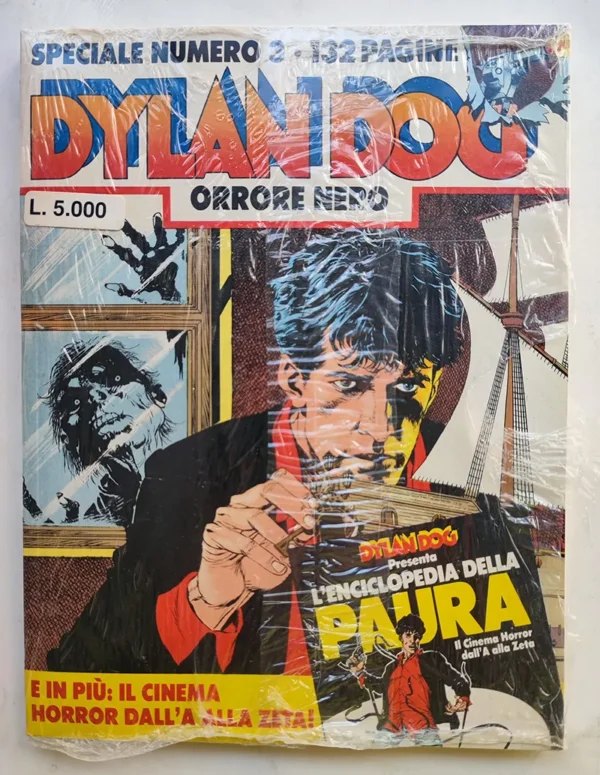 SPECIALE NUMERO 3 • 132 PAGINE
DYLAN DOG
ORRORE NERO
L. 5.000
DYLAN DOG
Presenta
L'ENCICLOPEDIA DELLA
PAURA
Il Cinema Horror
dall'A alla Zeta
E IN PIÙ: IL CINEMA
HORROR DALL'A ALLA ZETA!